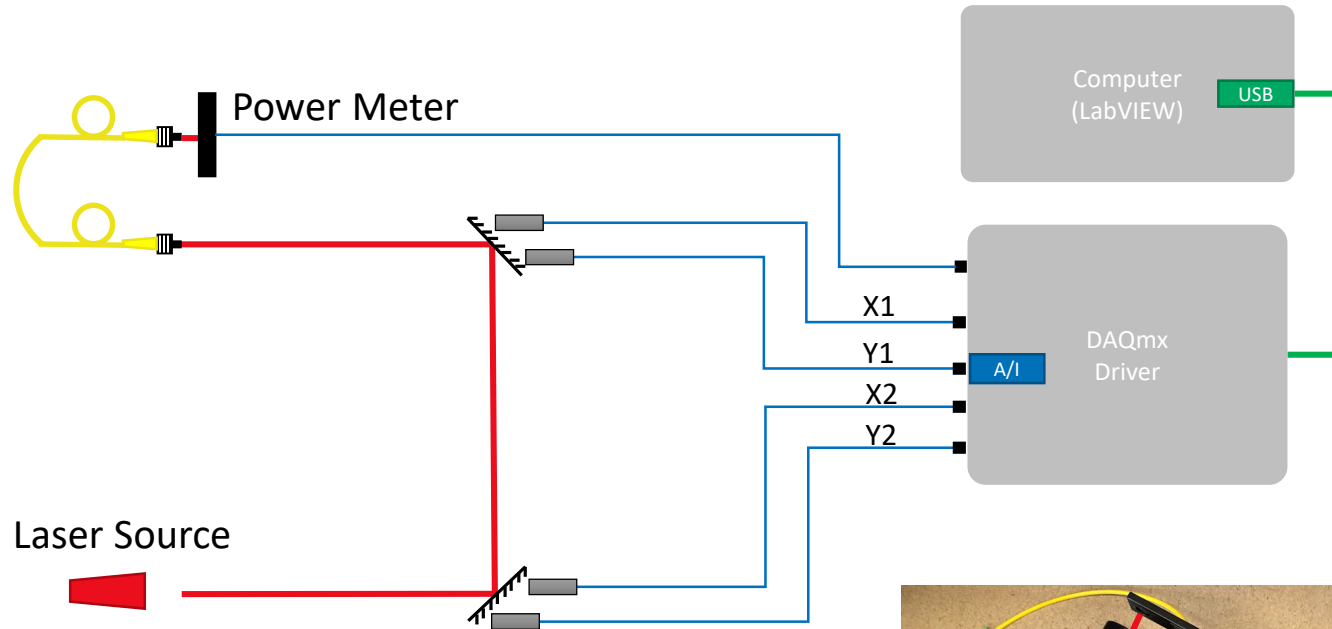 Power Meter
Computer
(LabVIEW)
USB
X1
Y1
X2
Y2
A/I
DAQmx
Driver
Laser Source